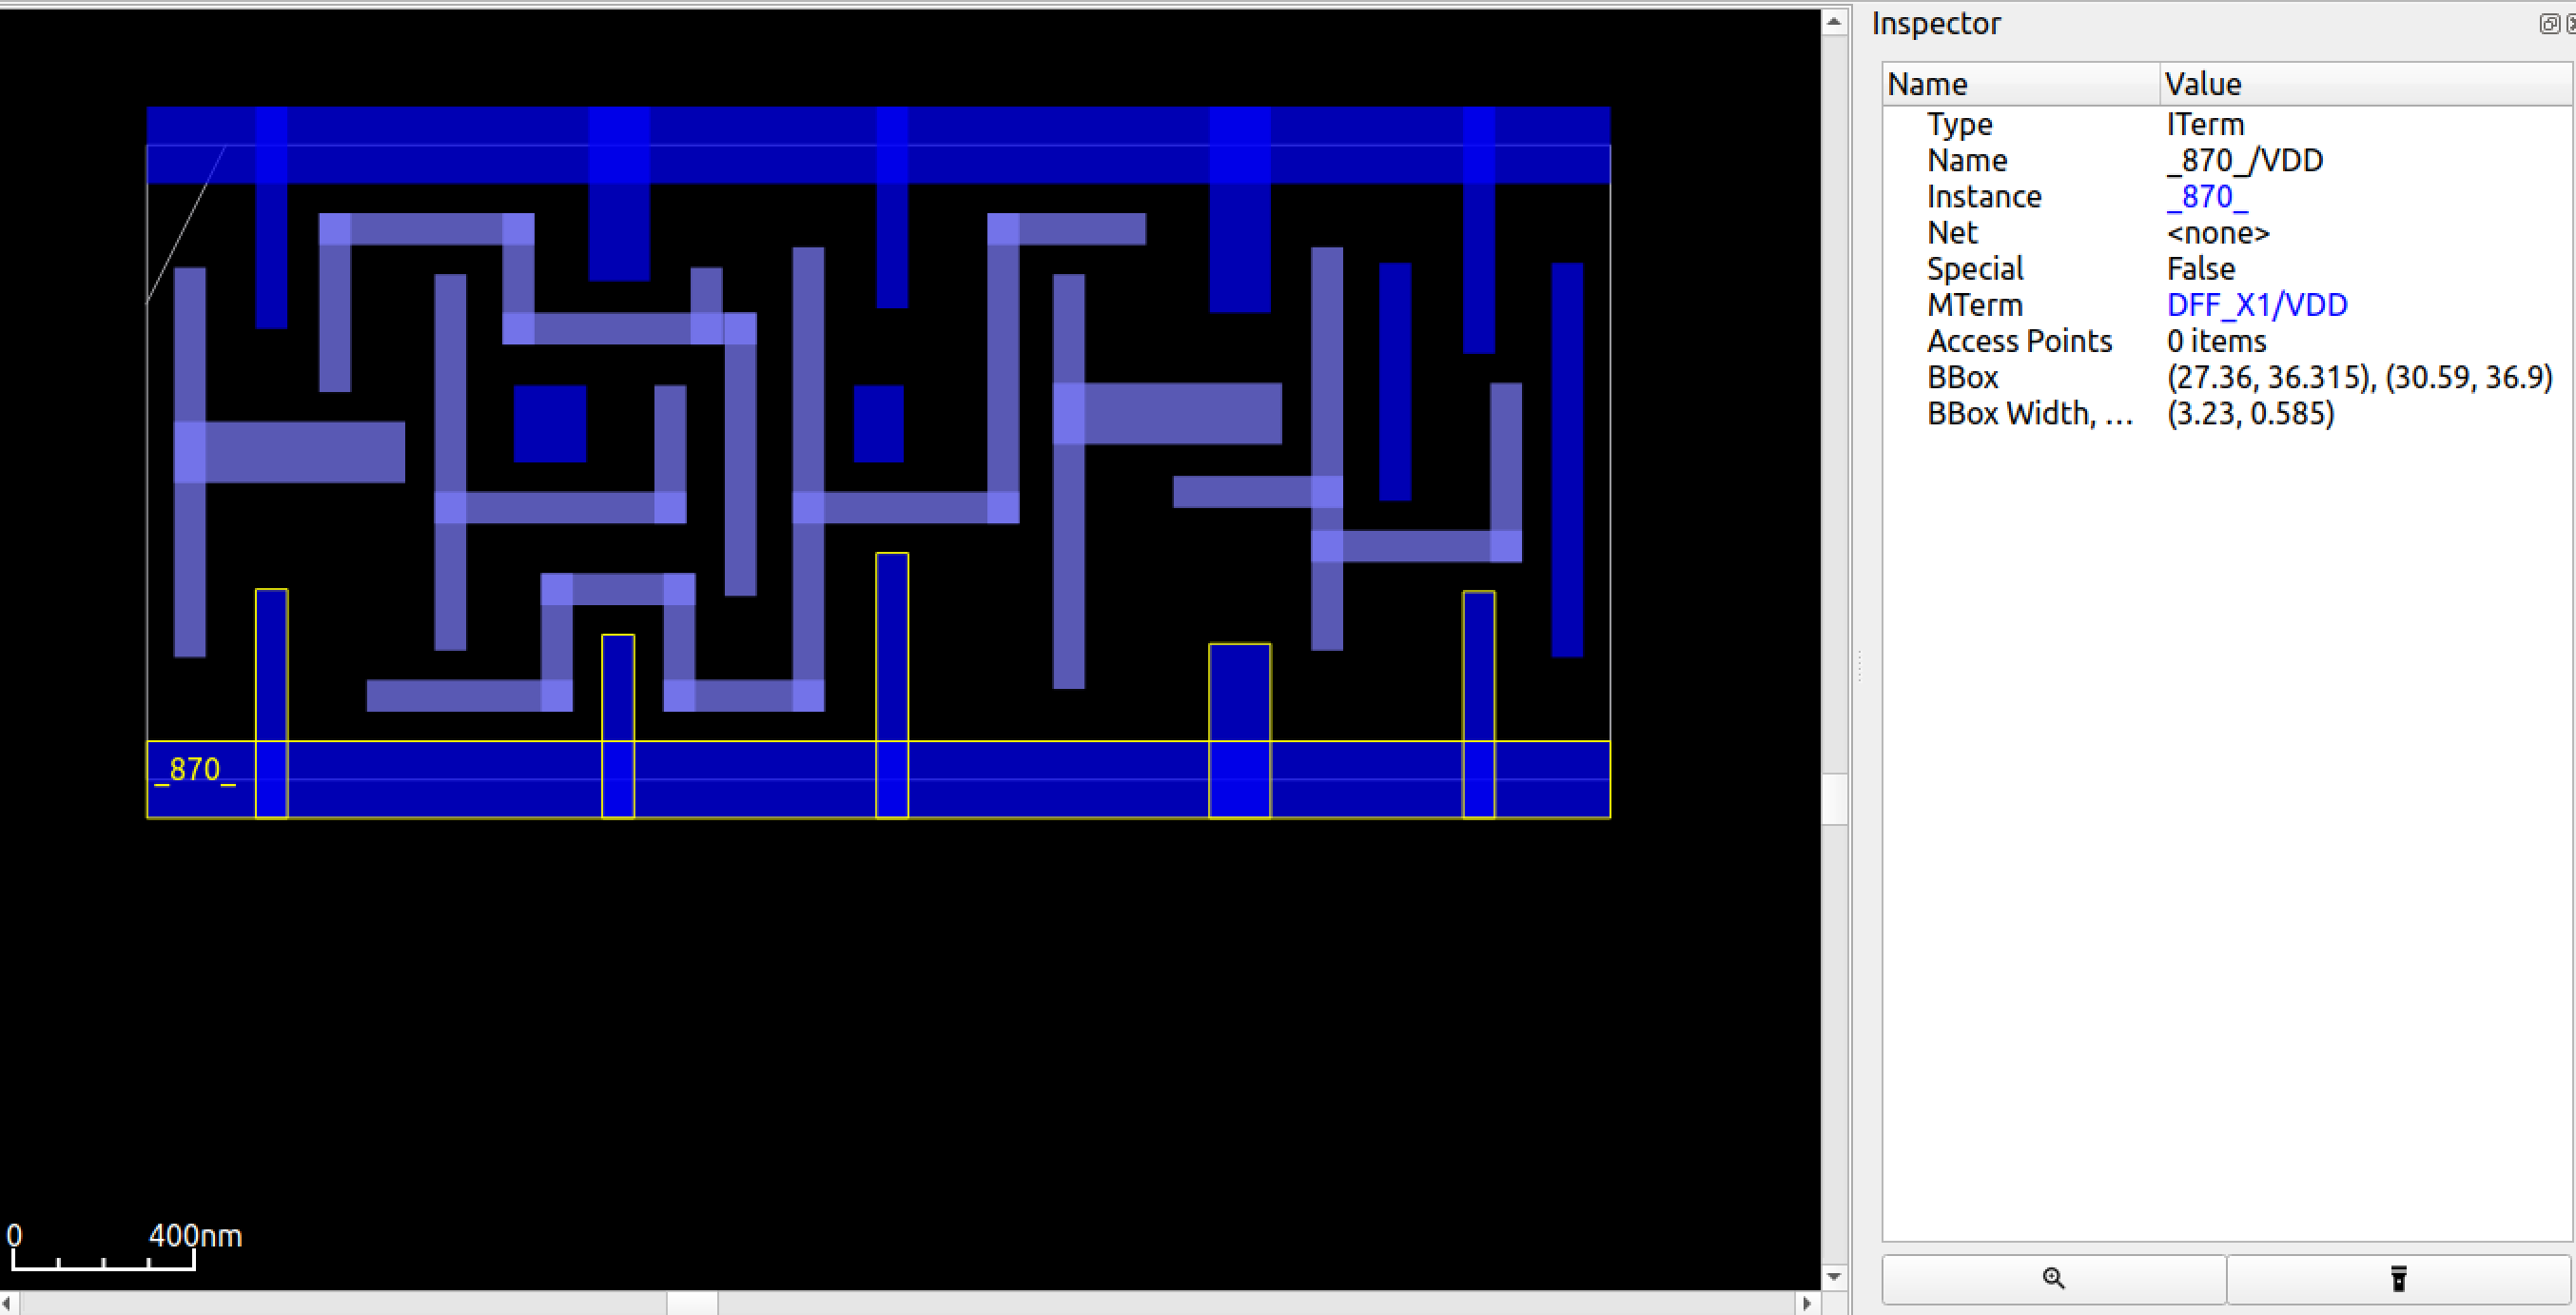 Inspector
Name Value
Type ITerm
Name _870_/VDD
Instance _870_
Net <none>
Special False
MTerm DFF_X1/VDD
Access Points 0 items
BBox (27.36, 36.315), (30.59, 36.9)
BBox Width, ... (3.23, 0.585)
_870_
0 400nm